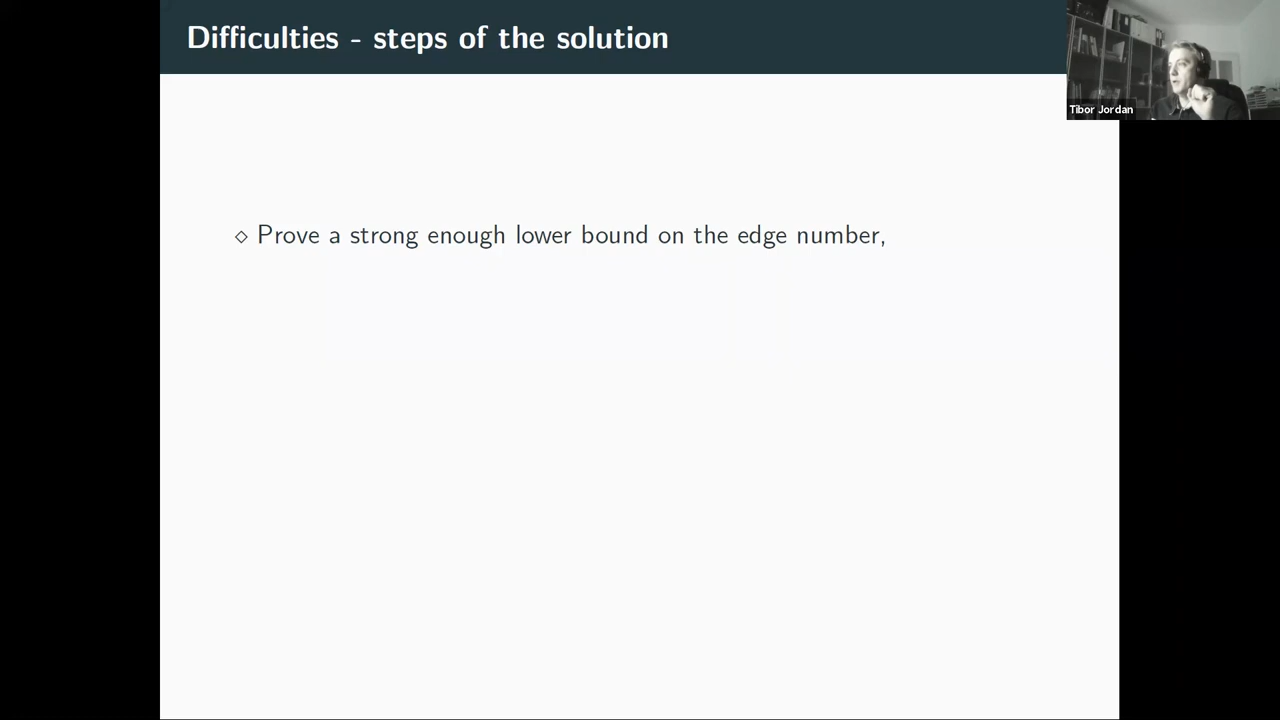 Difficulties - steps of the solution
Tibor Jordan
⋄ Prove a strong enough lower bound on the edge number,